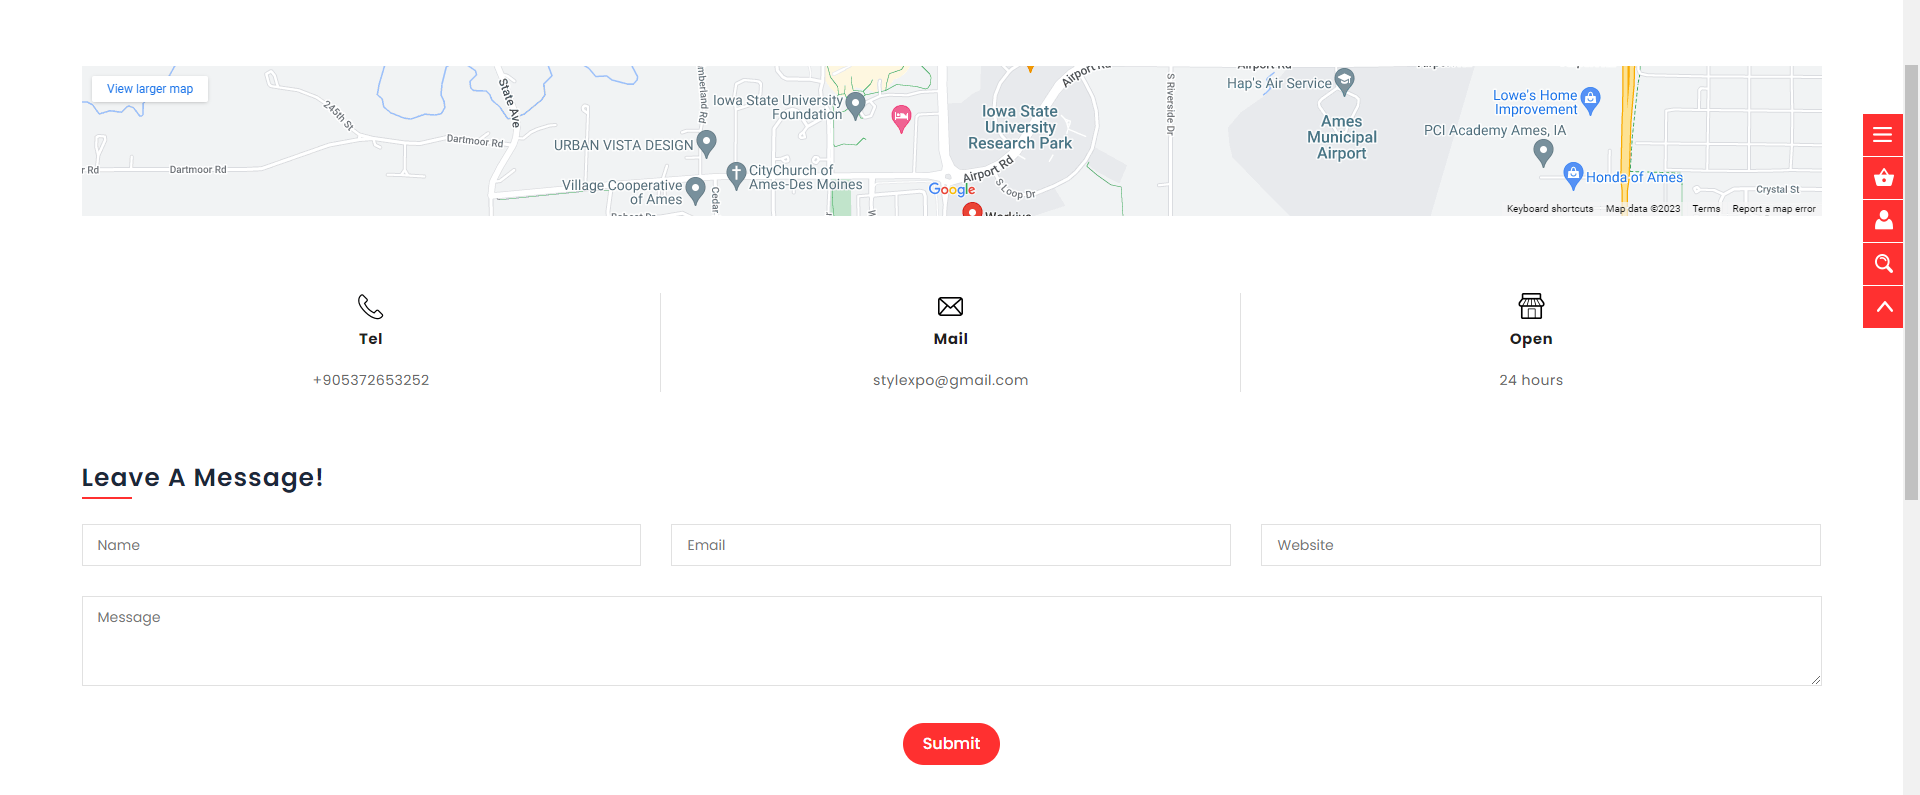 View larger map
245th St
State Ave
Dartmoor Rd
Dartmoor Rd
Iowa State University
Foundation
URBAN VISTA DESIGN
CityChurch of
Ames-Des Moines
Village Cooperative
of Ames
Cedar
Airport Rd
Iowa State
University
Research Park
Airport Rd
S Loop Dr
Google
S Riverside Dr
Hap's Air Service
Ames
Municipal
Airport
Lowe's Home
Improvement
PCI Academy Ames, IA
Honda of Ames
Crystal St
Keyboard shortcuts Map data ©2023 Terms Report a map error
Tel
+905372653252
Mail
stylexpo@gmail.com
Open
24 hours
Leave A Message!
Name
Email
Website
Message
Submit